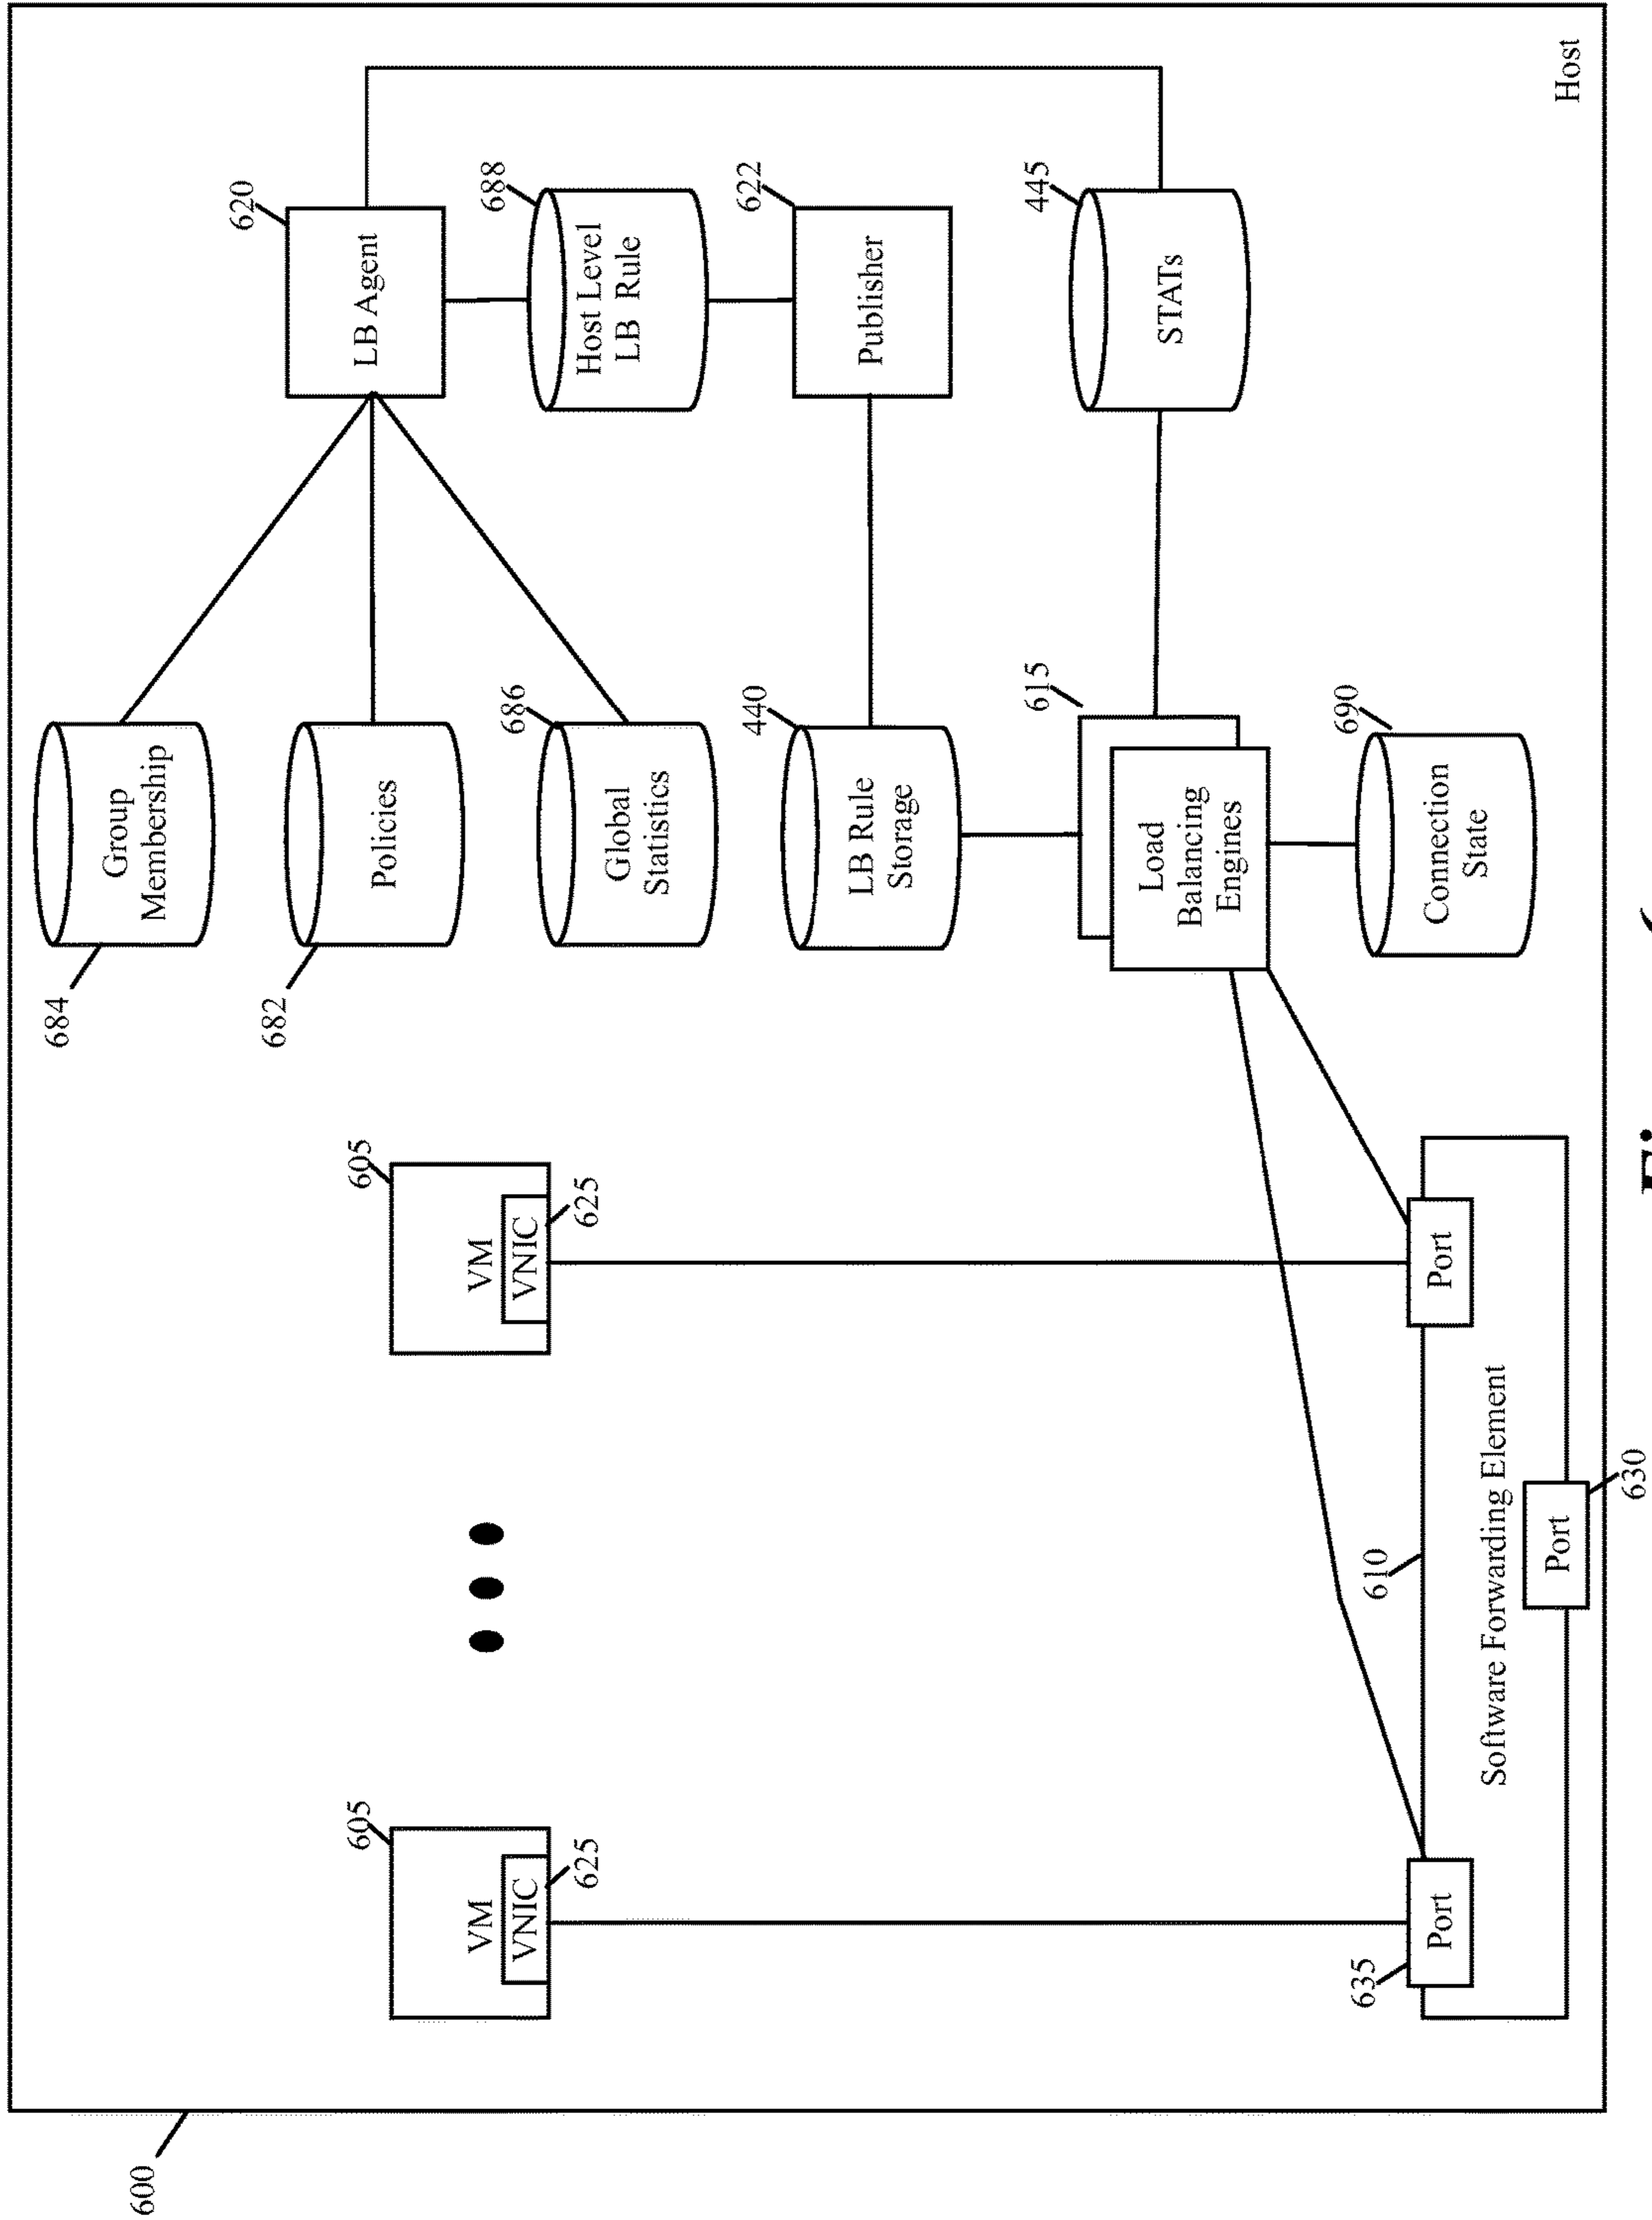 600
605
VM
VNIC
625
605
VM
VNIC
625
684
Group
Membership
682
Policies
686
Global
Statistics
620
LB Agent
688
Host Level
LB Rule
622
Publisher
440
LB Rule
Storage
615
Load
Balancing
Engines
445
STATs
690
Connection
State
635
Port
610
Port
Software Forwarding Element
Port
630
Host